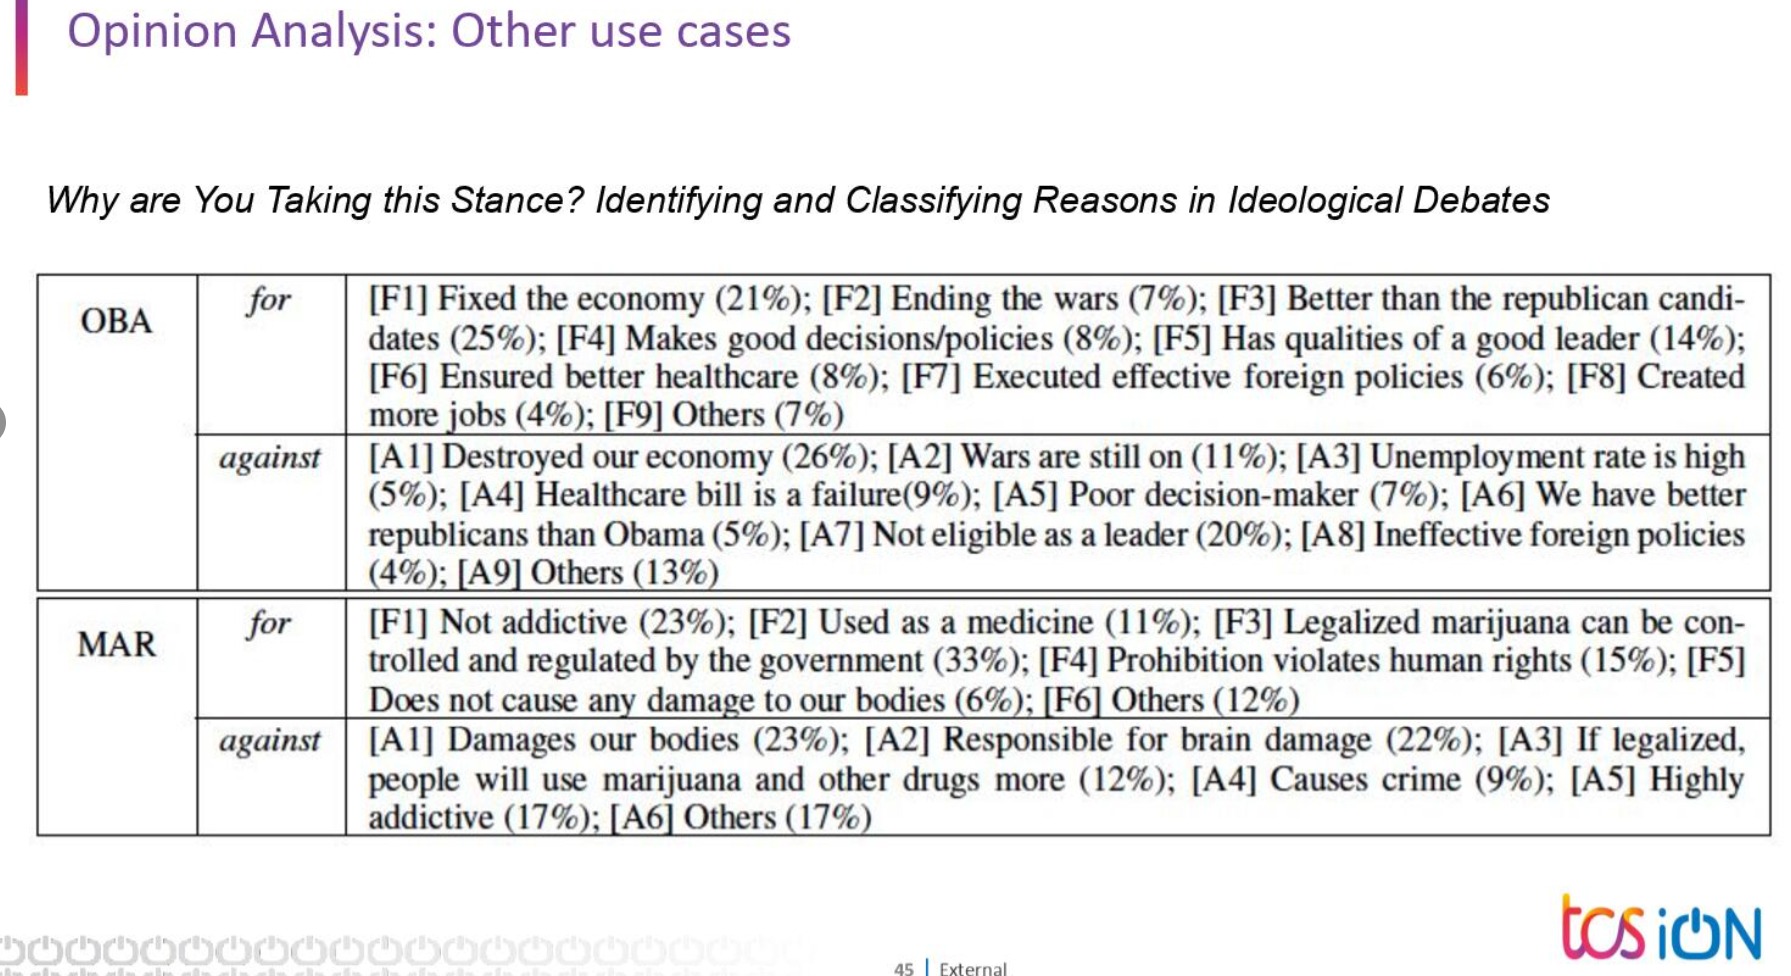 Opinion Analysis: Other use cases
Why are You Taking this Stance? Identifying and Classifying Reasons in Ideological Debates
OBA
for
[F1] Fixed the economy (21%); [F2] Ending the wars (7%); [F3] Better than the republican candi-
dates (25%); [F4] Makes good decisions/policies (8%); [F5] Has qualities of a good leader (14%);
[F6] Ensured better healthcare (8%); [F7] Executed effective foreign policies (6%); [F8] Created
more jobs (4%); [F9] Others (7%)
against
[A1] Destroyed our economy (26%); [A2] Wars are still on (11%); [A3] Unemployment rate is high
(5%); [A4] Healthcare bill is a failure(9%); [A5] Poor decision-maker (7%); [A6] We have better
republicans than Obama (5%); [A7] Not eligible as a leader (20%); [A8] Ineffective foreign policies
(4%); [A9] Others (13%)
MAR
for
[F1] Not addictive (23%); [F2] Used as a medicine (11%); [F3] Legalized marijuana can be con-
trolled and regulated by the government (33%); [F4] Prohibition violates human rights (15%); [F5]
Does not cause any damage to our bodies (6%); [F6] Others (12%)
against
[A1] Damages our bodies (23%); [A2] Responsible for brain damage (22%); [A3] If legalized,
people will use marijuana and other drugs more (12%); [A4] Causes crime (9%); [A5] Highly
addictive (17%); [A6] Others (17%)
tcs iON
45 | External